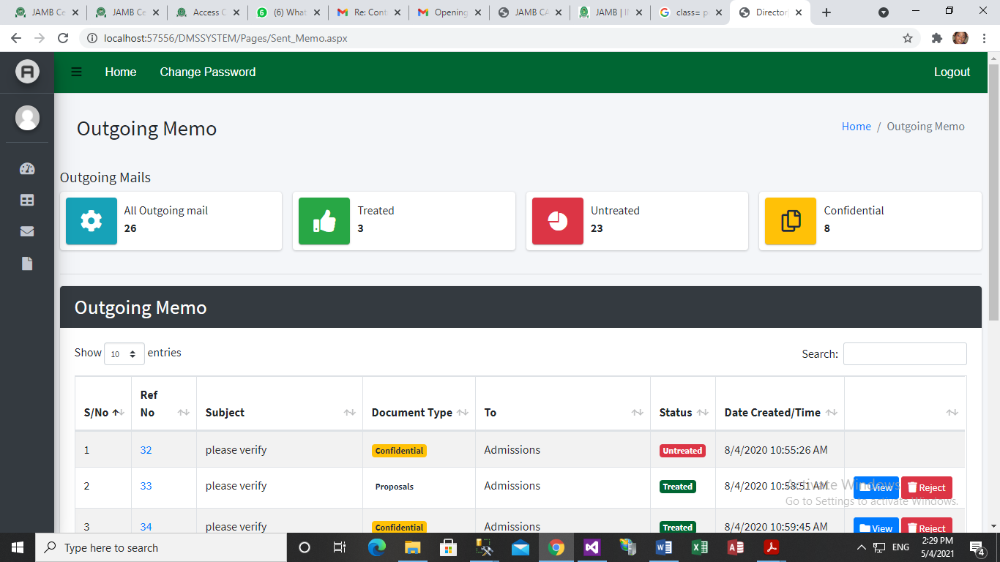 JAMB Ce
JAMB Ce
Access C
(6) What
Re: Cont
Opening
JAMB CA
JAMB | I
class= p
Director
localhost:57556/DMSSYSTEM/Pages/Sent_Memo.aspx
Home
Change Password
Logout
Outgoing Memo
Home / Outgoing Memo
Outgoing Mails
All Outgoing mail
26
Treated
3
Untreated
23
Confidential
8
Outgoing Memo
Show 10 entries
Search:
S/No Ref No Subject Document Type To Status Date Created/Time
1 32 please verify Confidential Admissions Untreated 8/4/2020 10:55:26 AM
2 33 please verify Proposals Admissions Treated 8/4/2020 10:58:51 AM View Reject
3 34 please verify Confidential Admissions Treated 8/4/2020 10:59:45 AM View Reject
Activate Windows
Go to Settings to activate Windows.
Type here to search
ENG
2:29 PM
5/4/2021
4